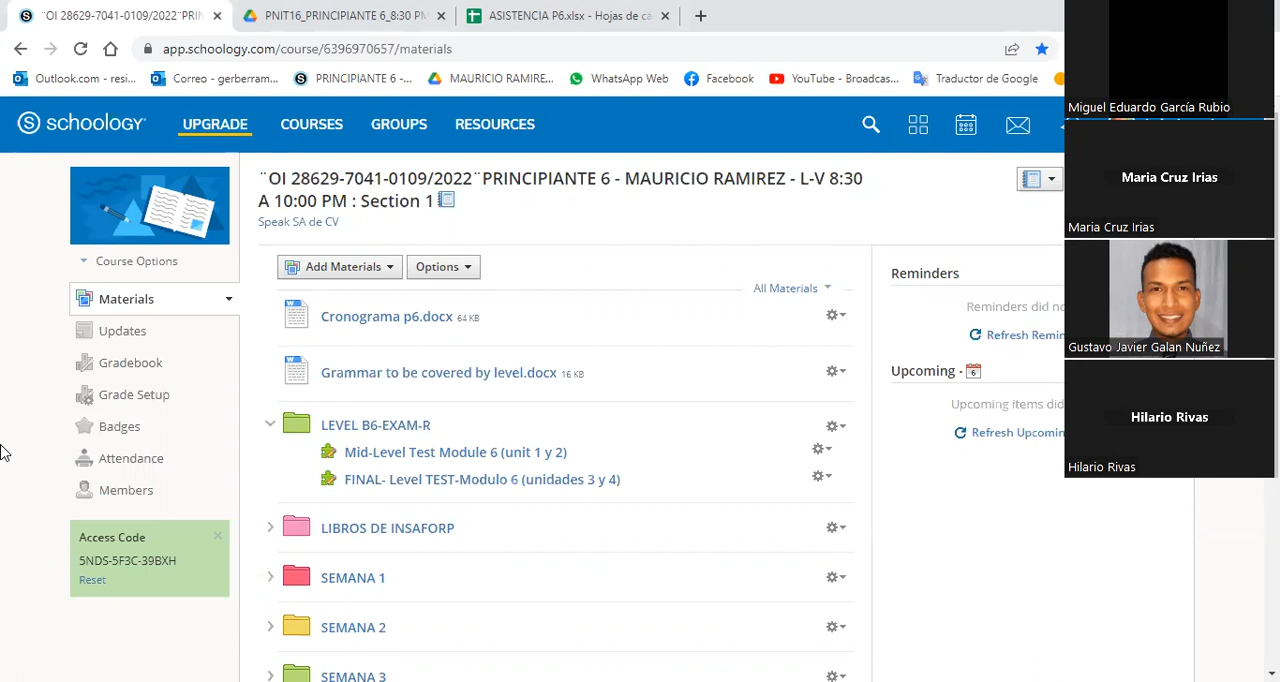 "OI 28629-7041-0109/2022¨PRIN
PNIT16_PRINCIPIANTE 6_8:30 PM
ASISTENCIA P6.xlsx - Hojas de cá
app.schoology.com/course/6396970657/materials
Outlook.com - resi...
Correo - gerberram...
PRINCIPIANTE 6 -...
MAURICIO RAMIRE...
WhatsApp Web
Facebook
YouTube - Broadcas...
Traductor de Google
schoology
UPGRADE
COURSES
GROUPS
RESOURCES
¨OI 28629-7041-0109/2022¨PRINCIPIANTE 6 - MAURICIO RAMIREZ - L-V 8:30
A 10:00 PM : Section 1
Speak SA de CV
Course Options
Materials
Updates
Gradebook
Grade Setup
Badges
Attendance
Members
Access Code
5NDS-5F3C-39BXH
Reset
Add Materials
Options
All Materials
Cronograma p6.docx 64 KB
Grammar to be covered by level.docx 16 KB
LEVEL B6-EXAM-R
Mid-Level Test Module 6 (unit 1 y 2)
FINAL- Level TEST-Modulo 6 (unidades 3 y 4)
LIBROS DE INSAFORP
SEMANA 1
SEMANA 2
SEMANA 3
Reminders
Reminders did no
Refresh Remin
Upcoming - 6
Upcoming items did
Refresh Upcomin
Miguel Eduardo García Rubio
Maria Cruz Irias
Maria Cruz Irias
Gustavo Javier Galan Nuñez
Hilario Rivas
Hilario Rivas